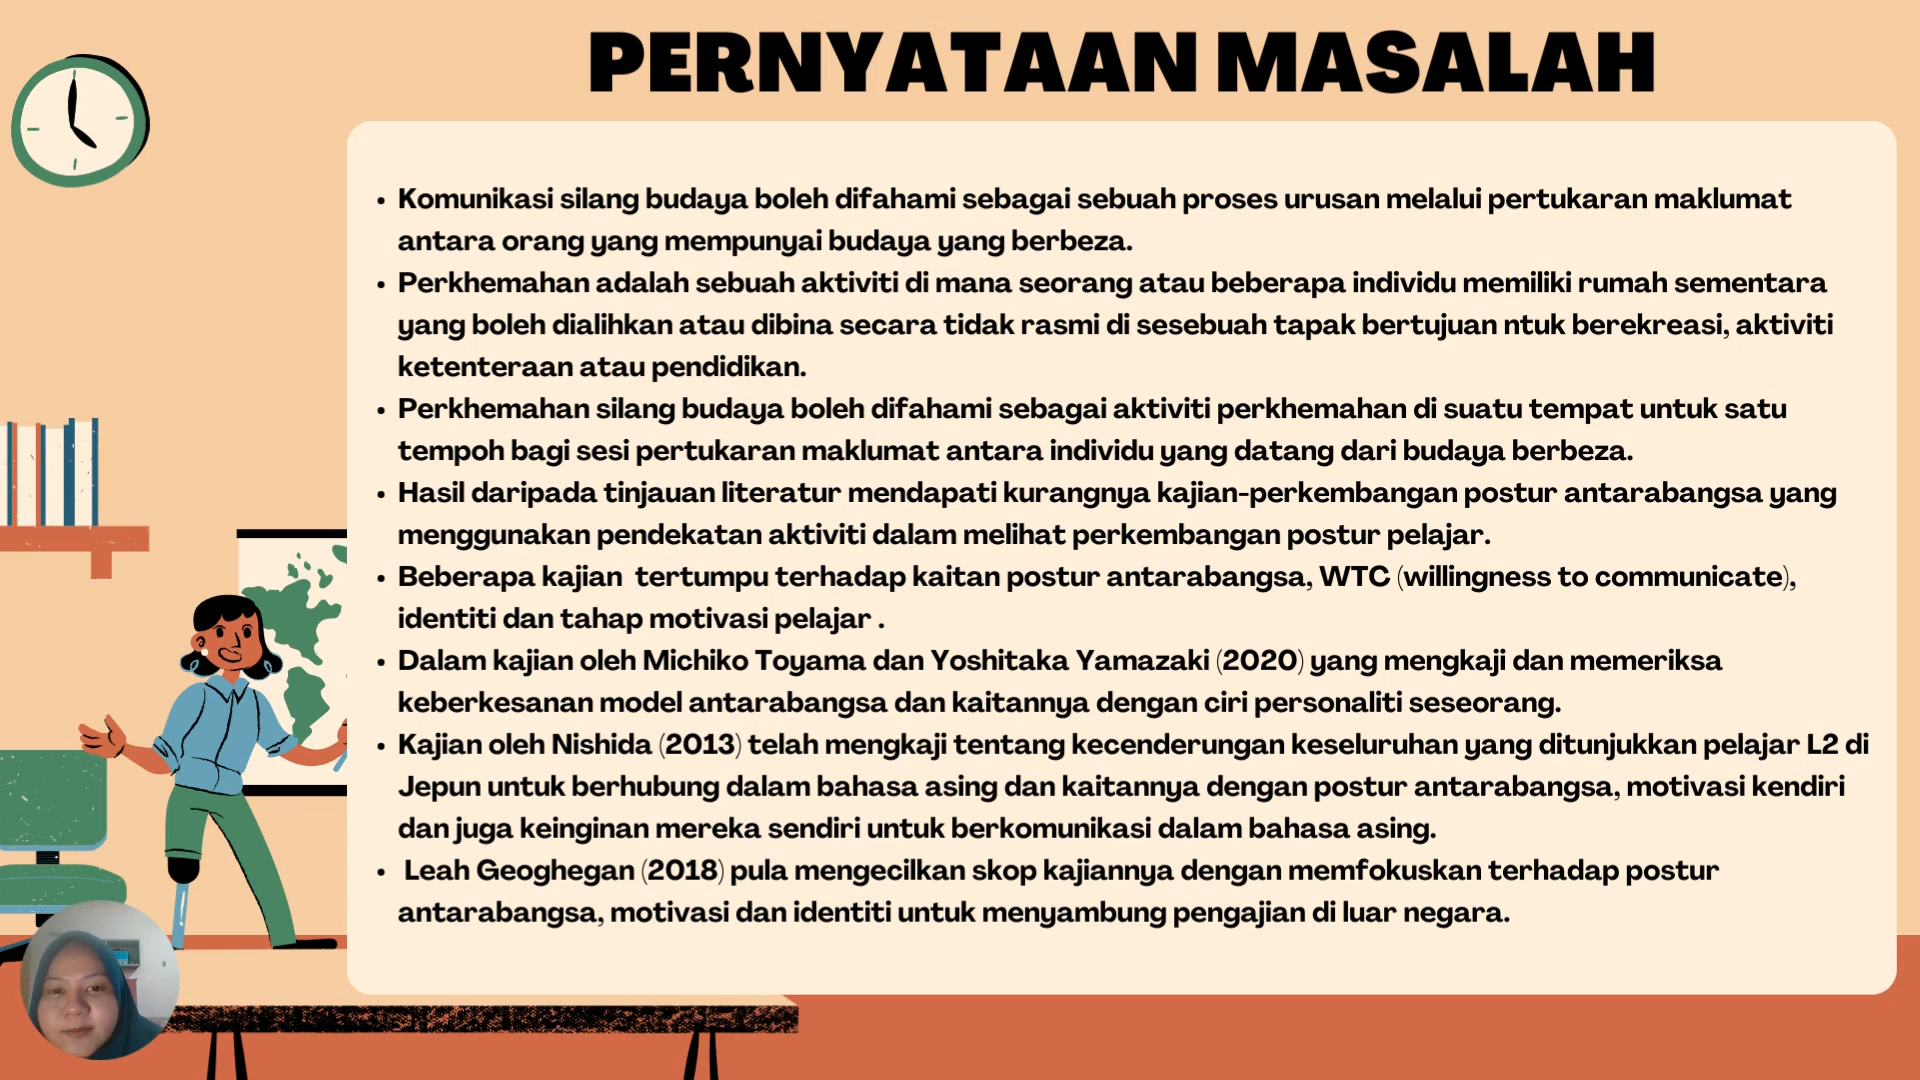 PERNYATAAN MASALAH
• Komunikasi silang budaya boleh difahami sebagai sebuah proses urusan melalui pertukaran maklumat
antara orang yang mempunyai budaya yang berbeza.
• Perkhemahan adalah sebuah aktiviti di mana seorang atau beberapa individu memiliki rumah sementara
yang boleh dialihkan atau dibina secara tidak rasmi di sesebuah tapak bertujuan ntuk berekreasi, aktiviti
ketenteraan atau pendidikan.
• Perkhemahan silang budaya boleh difahami sebagai aktiviti perkhemahan di suatu tempat untuk satu
tempoh bagi sesi pertukaran maklumat antara individu yang datang dari budaya berbeza.
• Hasil daripada tinjauan literatur mendapati kurangnya kajian-perkembangan postur antarabangsa yang
menggunakan pendekatan aktiviti dalam melihat perkembangan postur pelajar.
• Beberapa kajian  tertumpu terhadap kaitan postur antarabangsa, WTC (willingness to communicate),
identiti dan tahap motivasi pelajar .
• Dalam kajian oleh Michiko Toyama dan Yoshitaka Yamazaki (2020) yang mengkaji dan memeriksa
keberkesanan model antarabangsa dan kaitannya dengan ciri personaliti seseorang.
• Kajian oleh Nishida (2013) telah mengkaji tentang kecenderungan keseluruhan yang ditunjukkan pelajar L2 di
Jepun untuk berhubung dalam bahasa asing dan kaitannya dengan postur antarabangsa, motivasi kendiri
dan juga keinginan mereka sendiri untuk berkomunikasi dalam bahasa asing.
• Leah Geoghegan (2018) pula mengecilkan skop kajiannya dengan memfokuskan terhadap postur
antarabangsa, motivasi dan identiti untuk menyambung pengajian di luar negara.